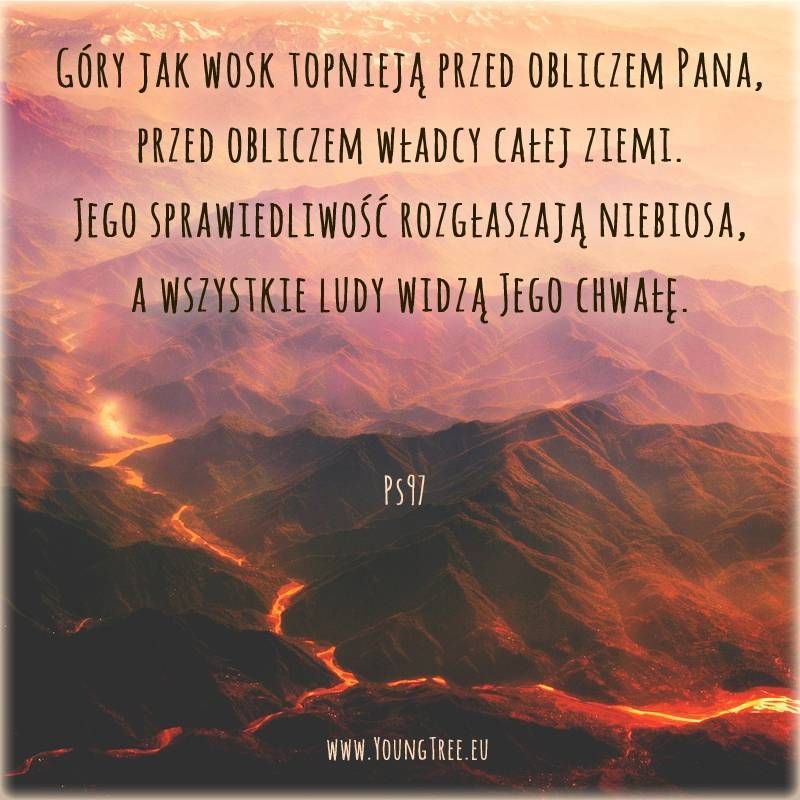 Góry jak wosk topnieją przed obliczem Pana,
przed obliczem władcy całej ziemi.
Jego sprawiedliwość rozgłaszają niebiosa,
a wszystkie ludy widzą Jego chwałę.
Ps97
www.YoungTree.eu